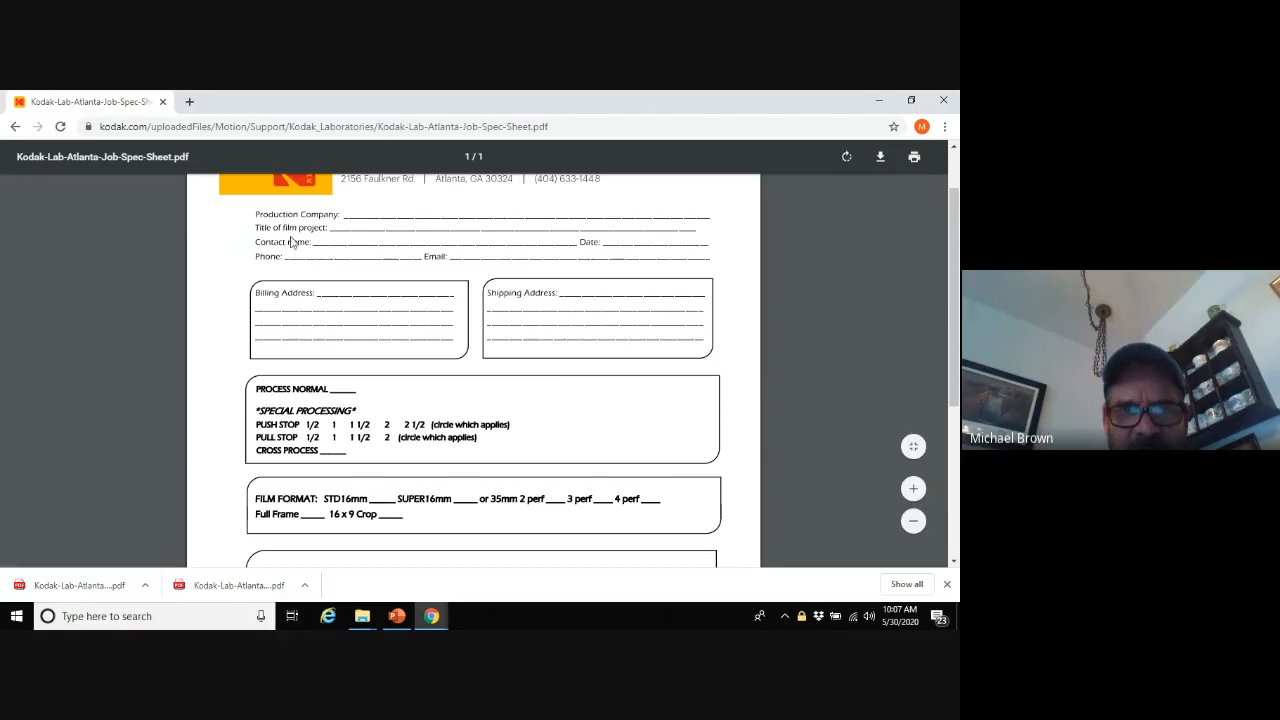 Kodak-Lab-Atlanta-Job-Spec-Sh
kodak.com/uploadedFiles/Motion/Support/Kodak_Laboratories/Kodak-Lab-Atlanta-Job-Spec-Sheet.pdf
M
Kodak-Lab-Atlanta-Job-Spec-Sheet.pdf 1 / 1
2156 Faulkner Rd. | Atlanta, GA 30324 | (404) 633-1448
Production Company:
Title of film project:
Contact name: Date:
Phone: Email:
Billing Address: Shipping Address:
PROCESS NORMAL
*SPECIAL PROCESSING*
PUSH STOP 1/2 1 1 1/2 2 2 1/2 (circle which applies)
PULL STOP 1/2 1 1 1/2 2 (circle which applies)
CROSS PROCESS
Michael Brown
FILM FORMAT: STD16mm SUPER16mm or 35mm 2 perf 3 perf 4 perf
Full Frame 16 x 9 Crop
Kodak-Lab-Atlanta....pdf Kodak-Lab-Atlanta....pdf Show all
Type here to search
10:07 AM
5/30/2020
23